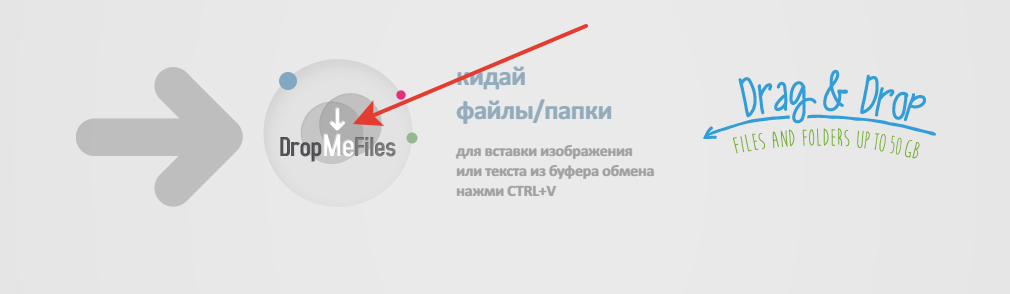 DropMeFiles
кидай
файлы/папки
для вставки изображения
или текста из буфера обмена
нажми CTRL+V
Drag & Drop
FILES AND FOLDERS UP TO 50 GB